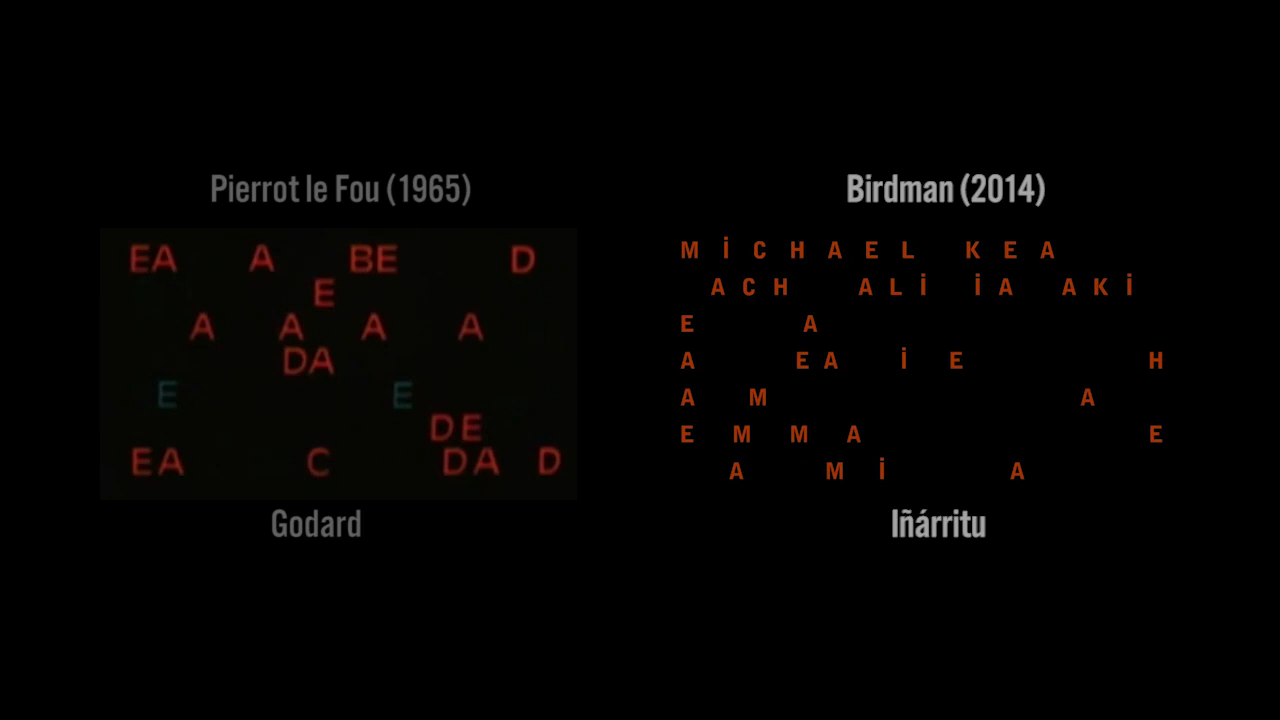 Pierrot le Fou (1965)
EA A BE D
E
A A A A
DA
E E
DE
EA C DA D
Godard
Birdman (2014)
M İ C H A E L K E A
A C H A L İ İ A A K İ
E A
A E A İ E H
A M A
E M M A E
A M İ A
Iñárritu